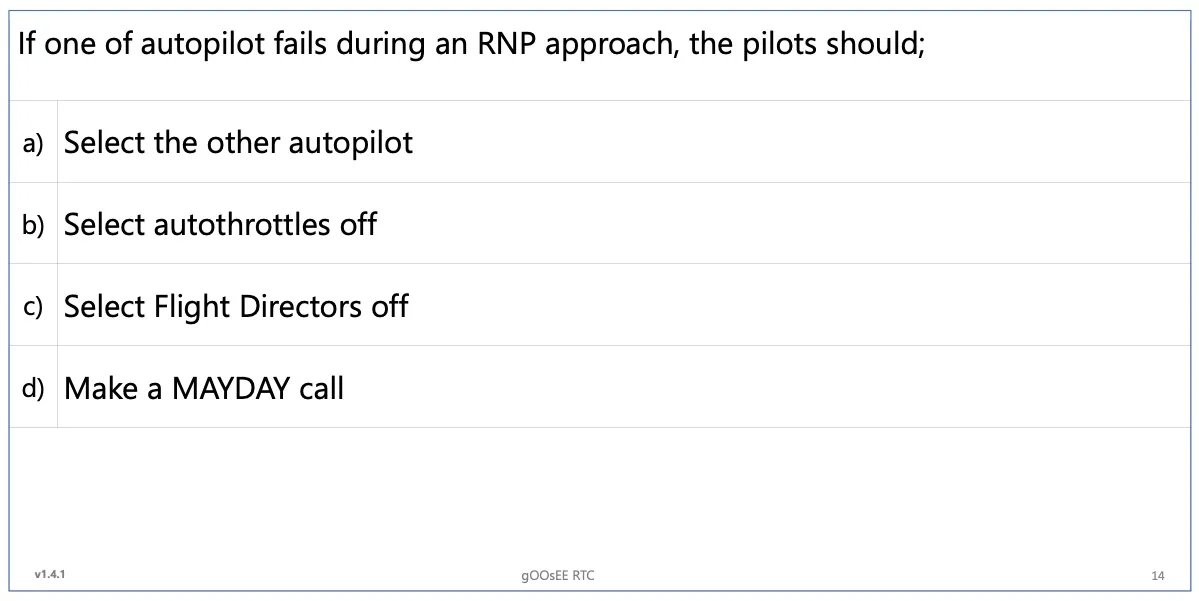 If one of autopilot fails during an RNP approach, the pilots should;
a) Select the other autopilot
b) Select autothrottles off
c) Select Flight Directors off
d) Make a MAYDAY call
v1.4.1 gOOsEE RTC 14